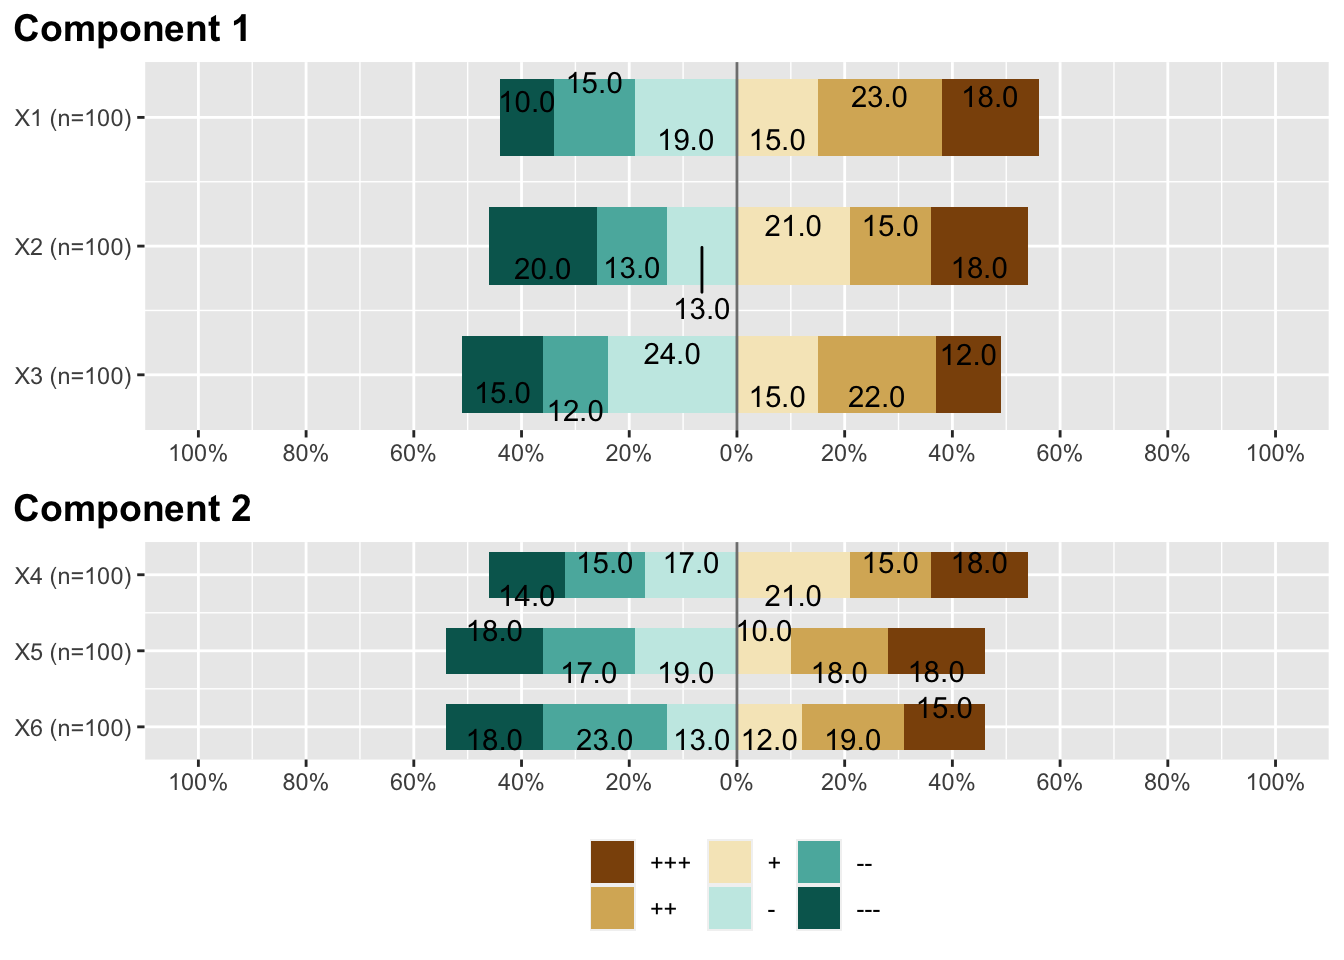 Component 1
X1 (n=100) 10.0 15.0 19.0 15.0 23.0 18.0
X2 (n=100) 20.0 13.0 13.0 21.0 15.0 18.0
X3 (n=100) 15.0 12.0 24.0 15.0 22.0 12.0
100% 80% 60% 40% 20% 0% 20% 40% 60% 80% 100%
Component 2
X4 (n=100) 14.0 15.0 17.0 21.0 15.0 18.0
X5 (n=100) 18.0 17.0 19.0 10.0 18.0 18.0
X6 (n=100) 18.0 23.0 13.0 12.0 19.0 15.0
100% 80% 60% 40% 20% 0% 20% 40% 60% 80% 100%
+++ + --
++ - ---